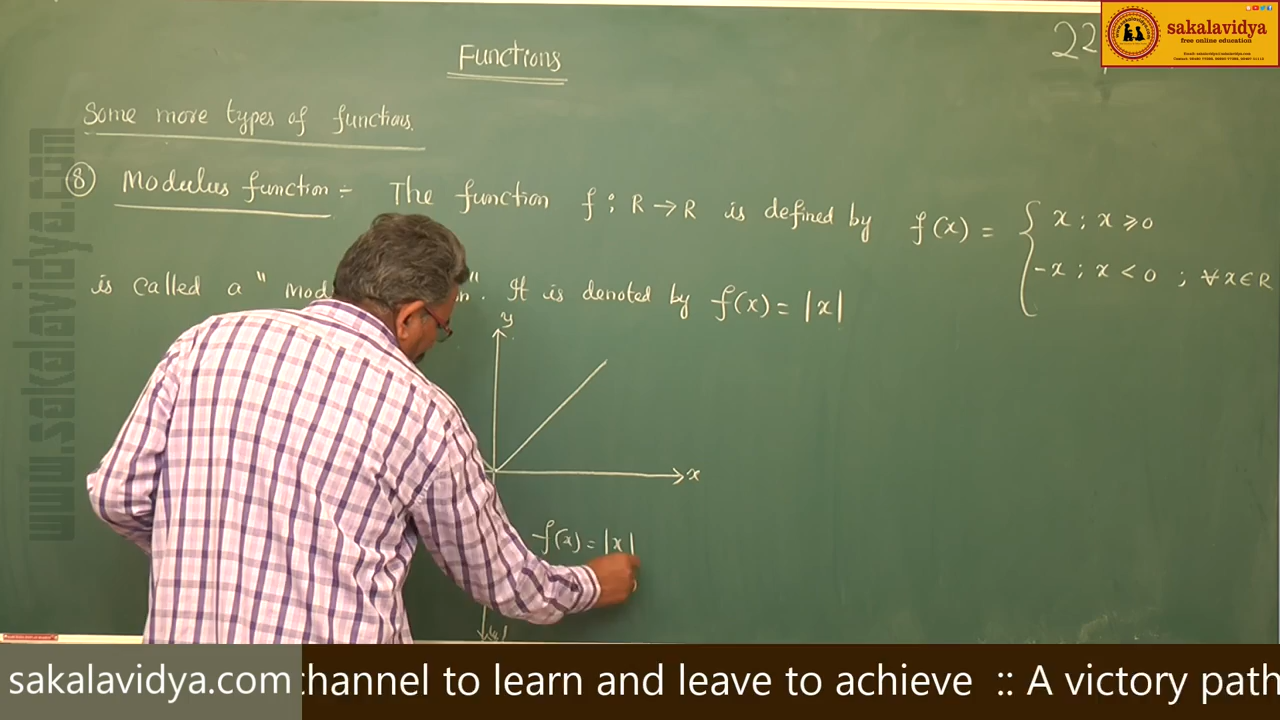 Functions
22
sakalavidya
free online education
Some more types of functions.
8 Modulus function :- The function f : R → R is defined by f(x) = { x ; x ≥ 0
-x ; x < 0 ; ∀ x ∈ R
is called a " Mod ". It is denoted by f(x) = |x|
y
x
f(x) = |x|
y'
www.sakalavidya.com
sakalavidya.com channel to learn and leave to achieve :: A victory path